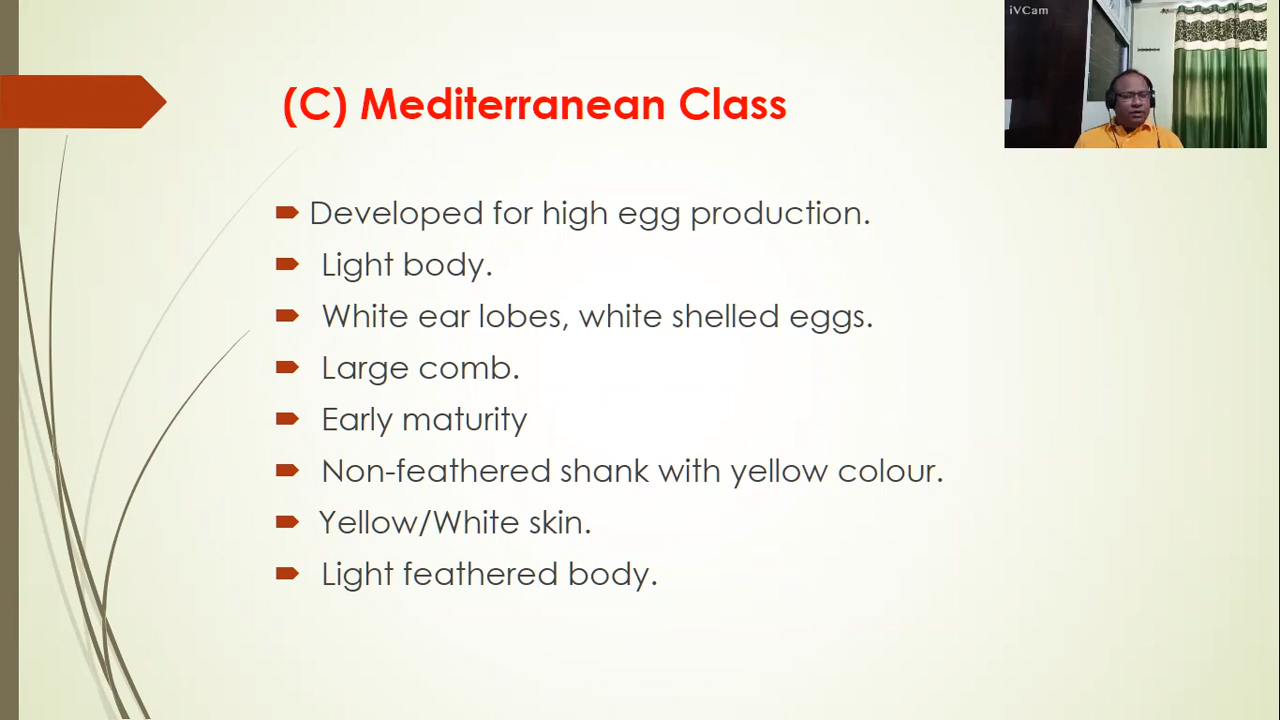 iVCam
(C) Mediterranean Class
Developed for high egg production.
Light body.
White ear lobes, white shelled eggs.
Large comb.
Early maturity
Non-feathered shank with yellow colour.
Yellow/White skin.
Light feathered body.